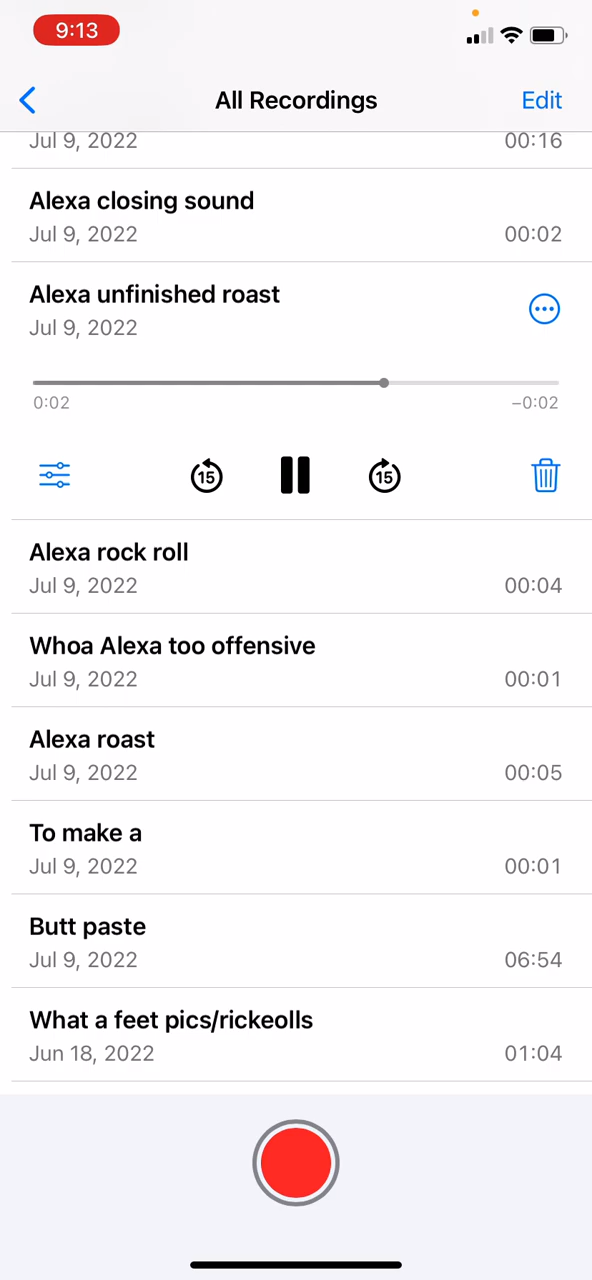 9:13
All Recordings Edit
Jul 9, 2022 00:16
Alexa closing sound
Jul 9, 2022 00:02
Alexa unfinished roast
Jul 9, 2022
0:02 −0:02
15 15
Alexa rock roll
Jul 9, 2022 00:04
Whoa Alexa too offensive
Jul 9, 2022 00:01
Alexa roast
Jul 9, 2022 00:05
To make a
Jul 9, 2022 00:01
Butt paste
Jul 9, 2022 06:54
What a feet pics/rickeolls
Jun 18, 2022 01:04